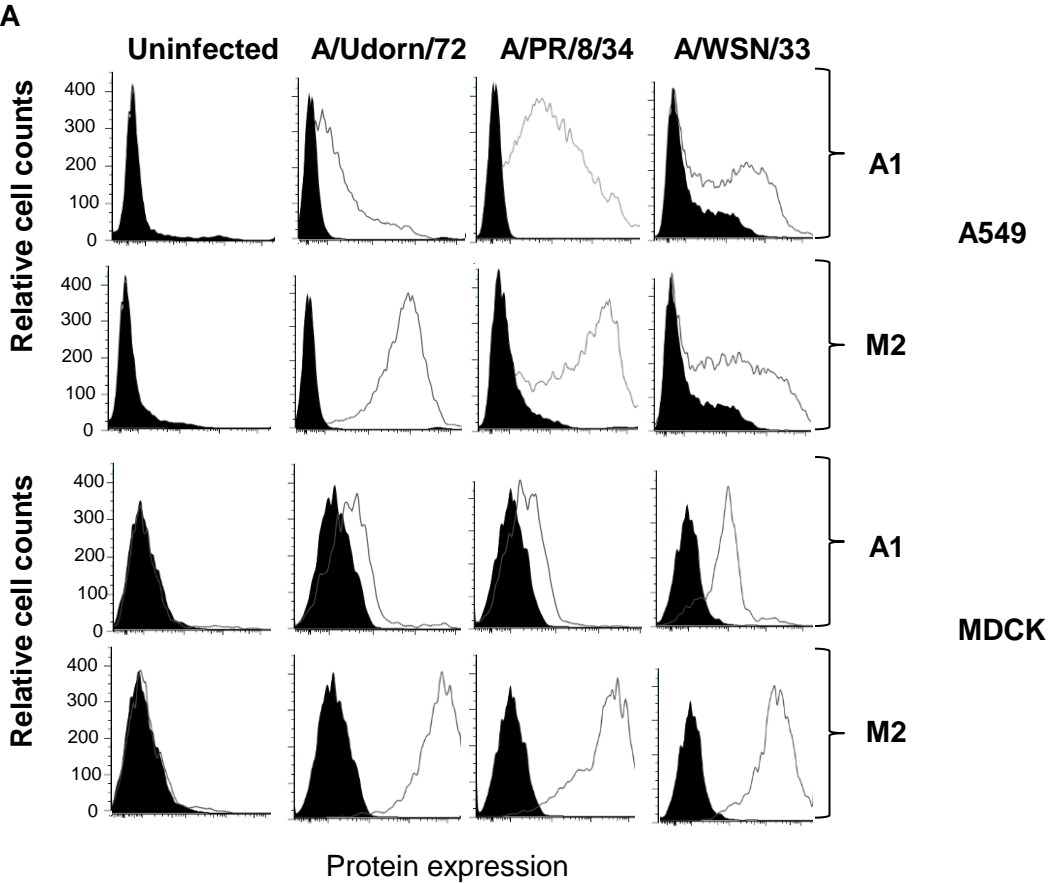 A
Uninfected A/Udorn/72 A/PR/8/34 A/WSN/33
Relative cell counts
400
300
200
100
0
A1
400
300
200
100
0
M2
A549
Relative cell counts
400
300
200
100
0
A1
400
300
200
100
0
M2
MDCK
Protein expression